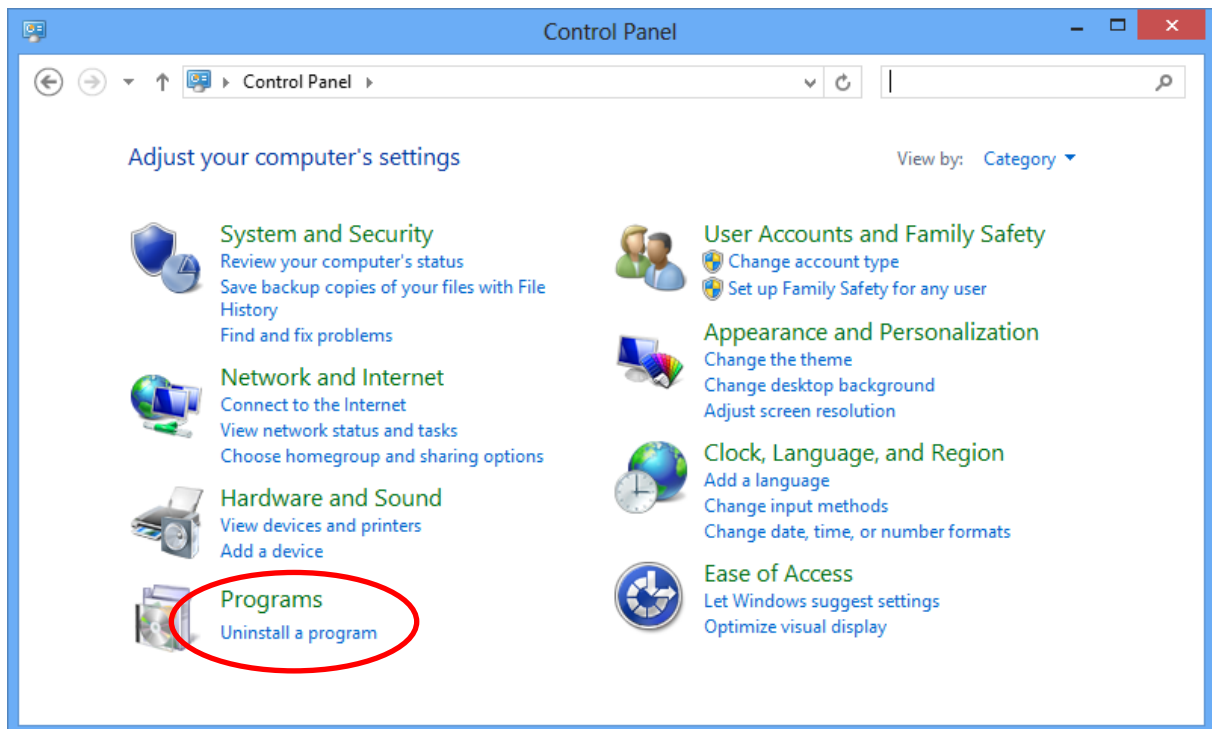 Control Panel
Control Panel
Adjust your computer's settings
View by: Category
System and Security
Review your computer's status
Save backup copies of your files with File
History
Find and fix problems
Network and Internet
Connect to the Internet
View network status and tasks
Choose homegroup and sharing options
Hardware and Sound
View devices and printers
Add a device
Programs
Uninstall a program
User Accounts and Family Safety
Change account type
Set up Family Safety for any user
Appearance and Personalization
Change the theme
Change desktop background
Adjust screen resolution
Clock, Language, and Region
Add a language
Change input methods
Change date, time, or number formats
Ease of Access
Let Windows suggest settings
Optimize visual display